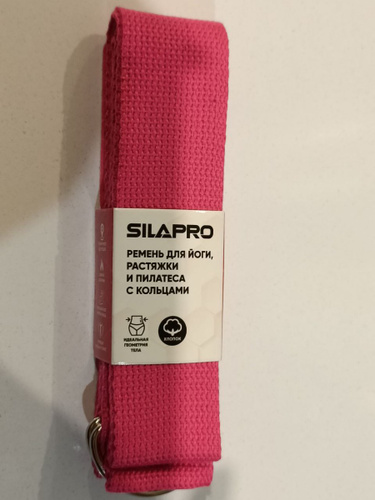 SILAPRO
РЕМЕНЬ ДЛЯ ЙОГИ,
РАСТЯЖКИ
И ПИЛАТЕСА
С КОЛЬЦАМИ
ИДЕАЛЬНАЯ
ГЕОМЕТРИЯ
ТЕЛА
ХЛОПОК